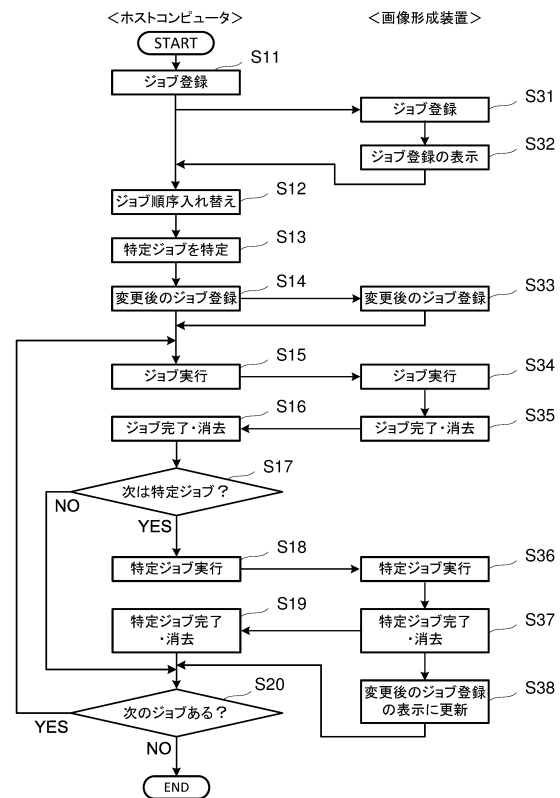 ＜ホストコンピュータ＞
＜画像形成装置＞
START
S11
ジョブ登録
S31
ジョブ登録
S32
ジョブ登録の表示
S12
ジョブ順序入れ替え
S13
特定ジョブを特定
S14
変更後のジョブ登録
S33
変更後のジョブ登録
S15
ジョブ実行
S34
ジョブ実行
S16
ジョブ完了・消去
S35
ジョブ完了・消去
S17
次は特定ジョブ？
NO
YES
S18
特定ジョブ実行
S36
特定ジョブ実行
S19
特定ジョブ完了
・消去
S37
特定ジョブ完了
・消去
S20
次のジョブある？
S38
変更後のジョブ登録
の表示に更新
YES
NO
END